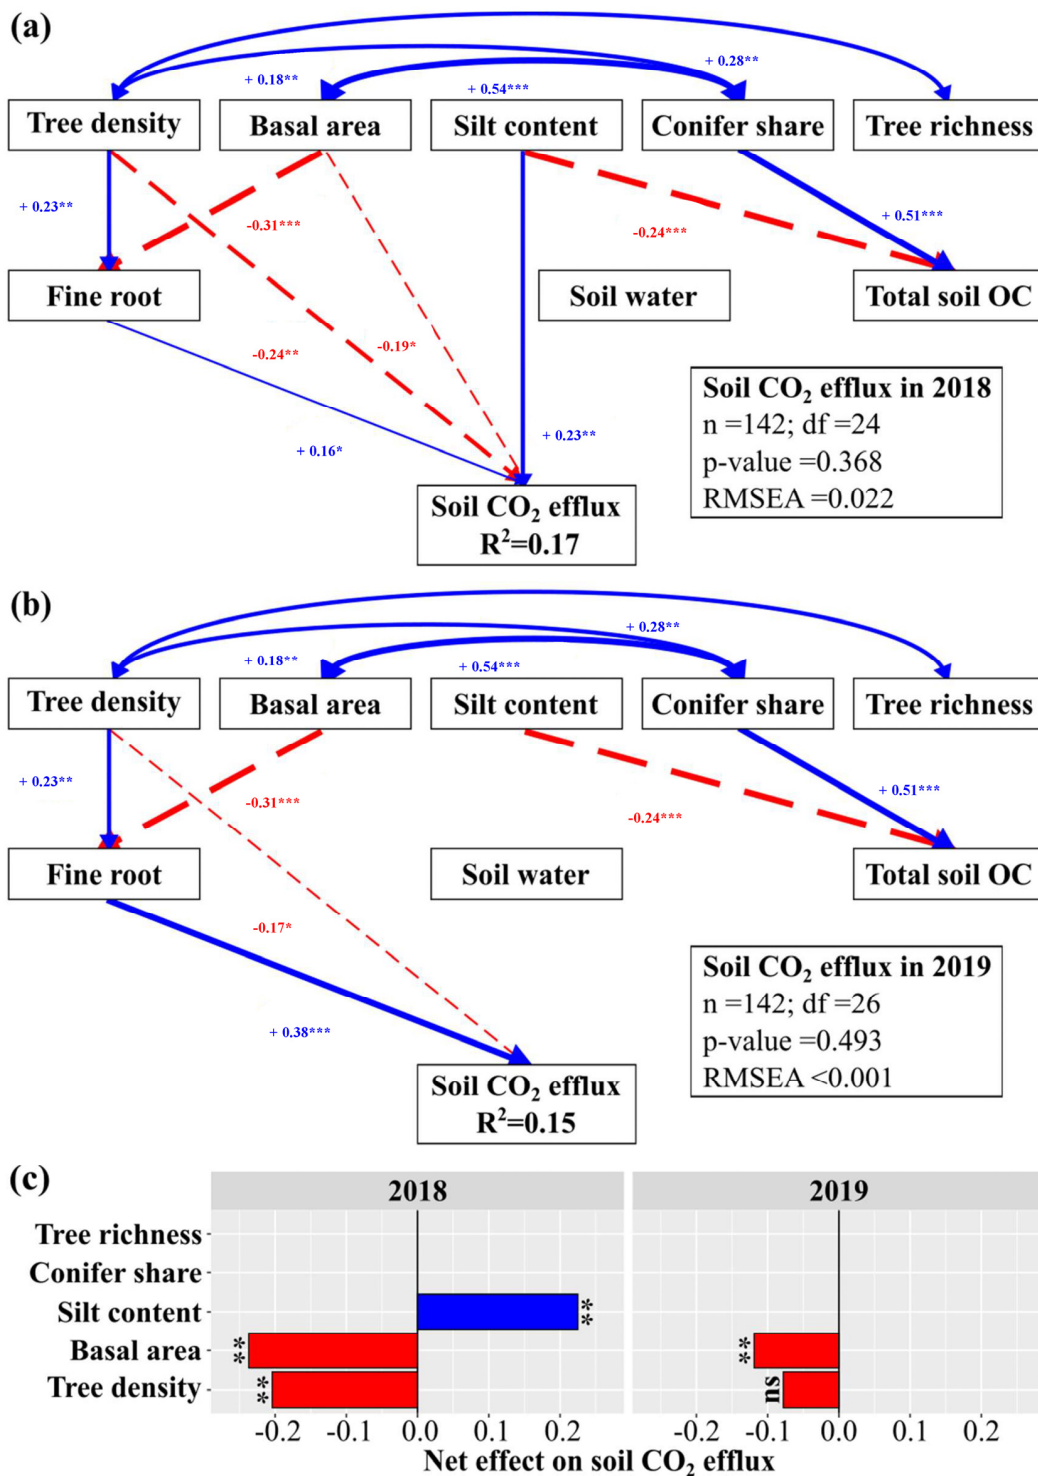 (a)
+ 0.18**
+ 0.54***
+ 0.28**
Tree density
Basal area
Silt content
Conifer share
Tree richness
+ 0.23**
-0.31***
-0.24***
+ 0.51***
Fine root
Soil water
Total soil OC
-0.24**
-0.19*
+ 0.16*
+ 0.23**
Soil CO₂ efflux
R²=0.17
Soil CO₂ efflux in 2018
n =142; df =24
p-value =0.368
RMSEA =0.022
(b)
+ 0.18**
+ 0.54***
+ 0.28**
Tree density
Basal area
Silt content
Conifer share
Tree richness
+ 0.23**
-0.31***
-0.24***
+ 0.51***
Fine root
Soil water
Total soil OC
-0.17*
+ 0.38***
Soil CO₂ efflux
R²=0.15
Soil CO₂ efflux in 2019
n =142; df =26
p-value =0.493
RMSEA <0.001
(c)
2018
2019
Tree richness
Conifer share
Silt content
**
Basal area
**
**
Tree density
**
ns
-0.2 -0.1 0.0 0.1 0.2
-0.2 -0.1 0.0 0.1 0.2
Net effect on soil CO₂ efflux